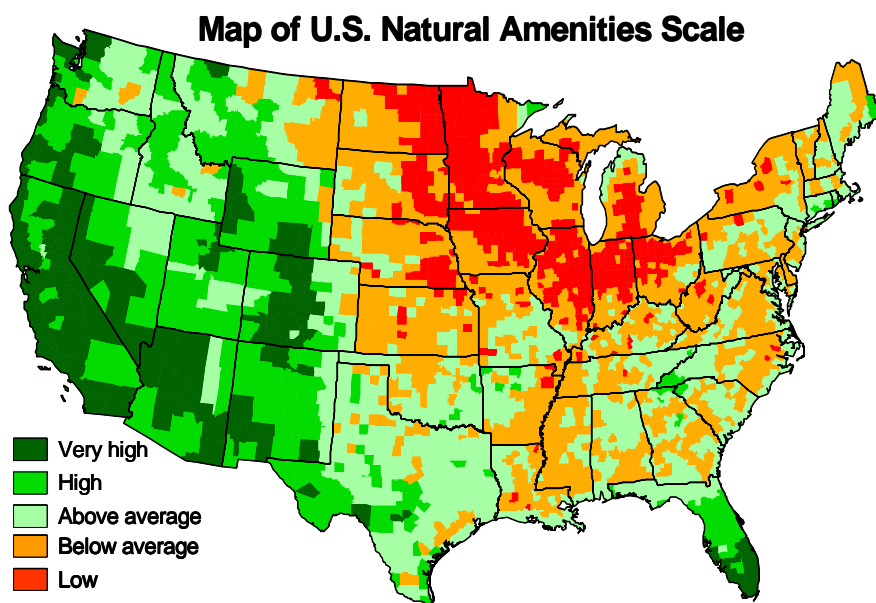 Map of U.S. Natural Amenities Scale
Very high
High
Above average
Below average
Low